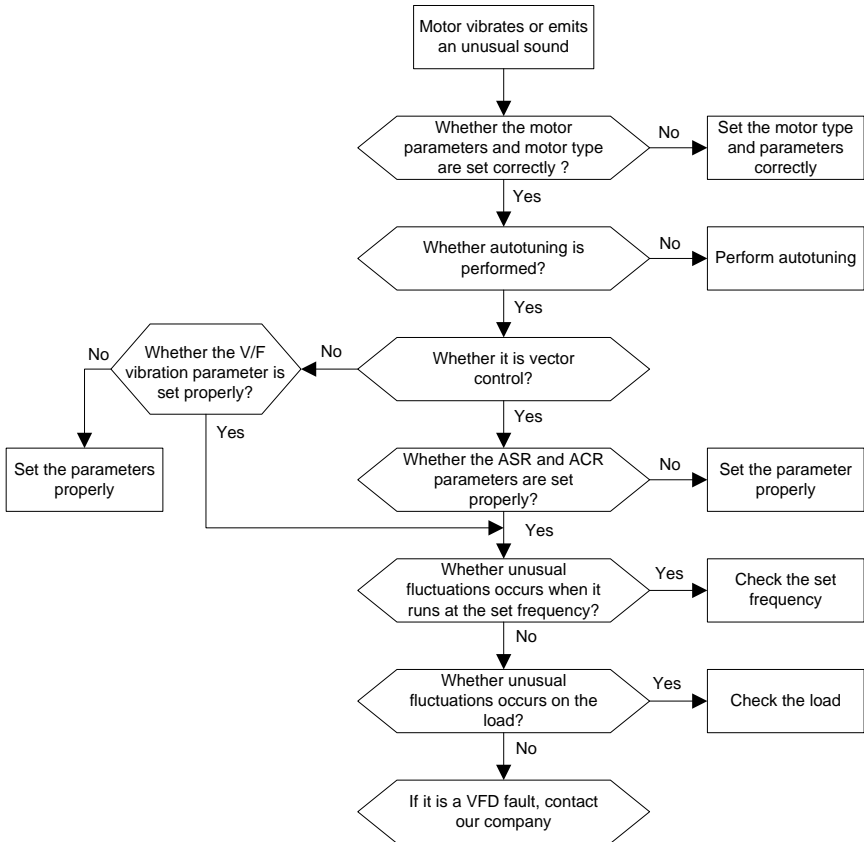 Motor vibrates or emits
an unusual sound
Whether the motor
parameters and motor type
are set correctly ?
No
Set the motor type
and parameters
correctly
Yes
Whether autotuning is
performed?
No
Perform autotuning
Yes
Whether it is vector
control?
No
Whether the V/F
vibration parameter is
set properly?
No
Set the parameters
properly
Yes
Yes
Whether the ASR and ACR
parameters are set
properly?
No
Set the parameter
properly
Yes
Whether unusual
fluctuations occurs when it
runs at the set frequency?
Yes
Check the set
frequency
No
Whether unusual
fluctuations occurs on the
load?
Yes
Check the load
No
If it is a VFD fault, contact
our company